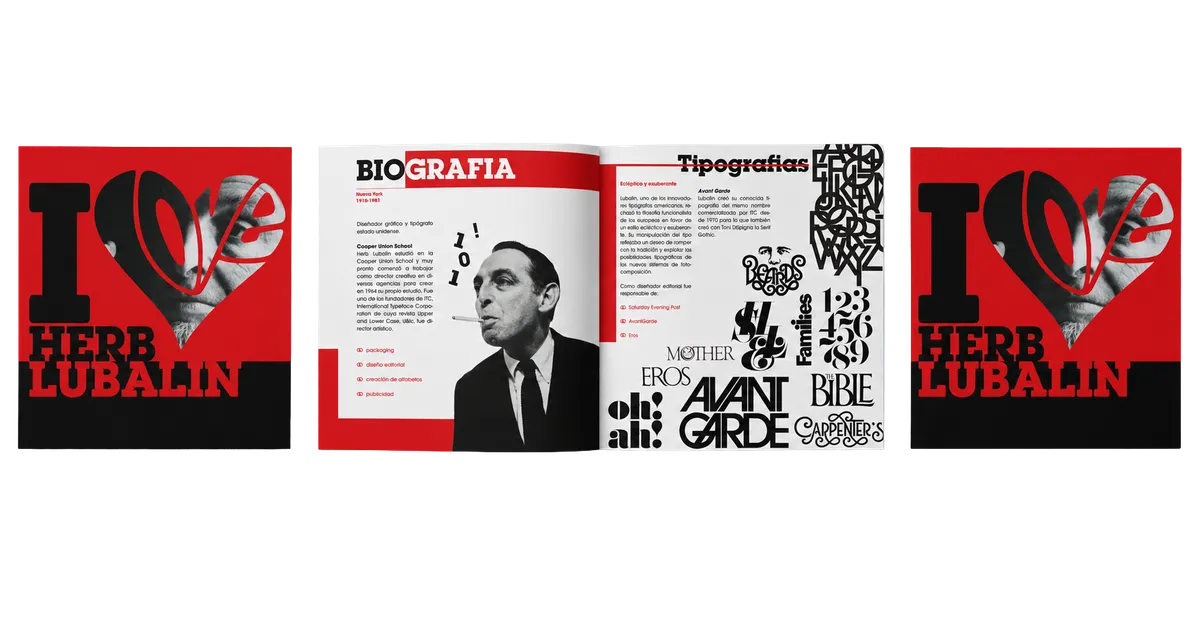 I love
HERB
LUBALIN
BIOGRAFIA
Nueva York
1918-1981
Diseñador gráfico y tipógrafo
estado unidense.
Cooper Union School
Herb Lubalin estudió en la
Cooper Union School y muy
pronto comenzó a trabajar
como director creativo en di-
versas agencias para crear
en 1964 su propio estudio. Fue
uno de los fundadores de ITC,
International Typeface Corpo-
ration de cuya revista Upper
and Lower Case, U&lc, fue di-
rector artístico.
packaging
diseño editorial
creación de alfabetos
publicidad
101!
Tipografias
Ecléptico y exuberante
Lubalin, uno de los innovado-
res tipógrafos americanos, re-
chazó la filosofía funcionalista
de los europeos en favor de
un estilo ecléctico y exuberan-
te. Su manipulación del tipo
reflejaba un deseo de romper
con la tradición y explorar las
posibilidades tipográficas de
los nuevos sistemas de foto-
composición.
Como diseñador editorial fue
responsable de:
Saturday Evening Post
AvantGarde
Eros
Avant Garde
Lubalin creó su conocida ti-
pografía del mismo nombre
comercializada por ITC des-
de 1970 para lo que también
creó con Toni DiSpigna la Serif
Gothic.
BEARDS
Families
123
456
789
MOTHER
EROS
oh!
ah!
AVANT
GARDE
THE
BIBLE
CARPENTER'S
I love
HERB
LUBALIN